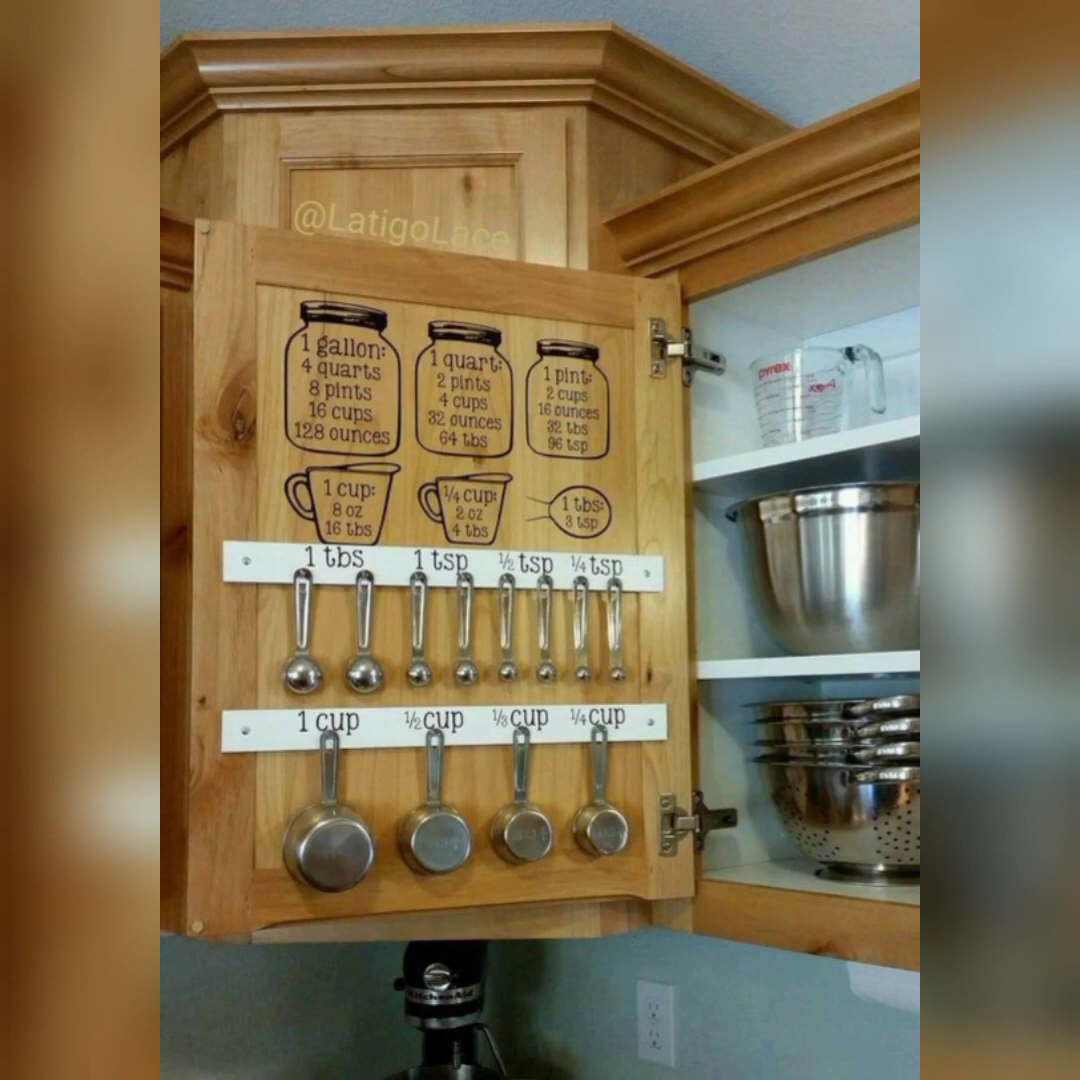 @LatigoLace
1 gallon:
4 quarts
8 pints
16 cups
128 ounces
1 quart:
2 pints
4 cups
32 ounces
64 tbs
1 pint:
2 cups
16 ounces
32 tbs
96 tsp
1 cup:
8 oz
16 tbs
1/4 cup:
2 oz
4 tbs
1 tbs:
3 tsp
1 tbs 1 tsp 1/2 tsp 1/4 tsp
1 cup 1/2 cup 1/3 cup 1/4 cup
pyrex
KitchenAid